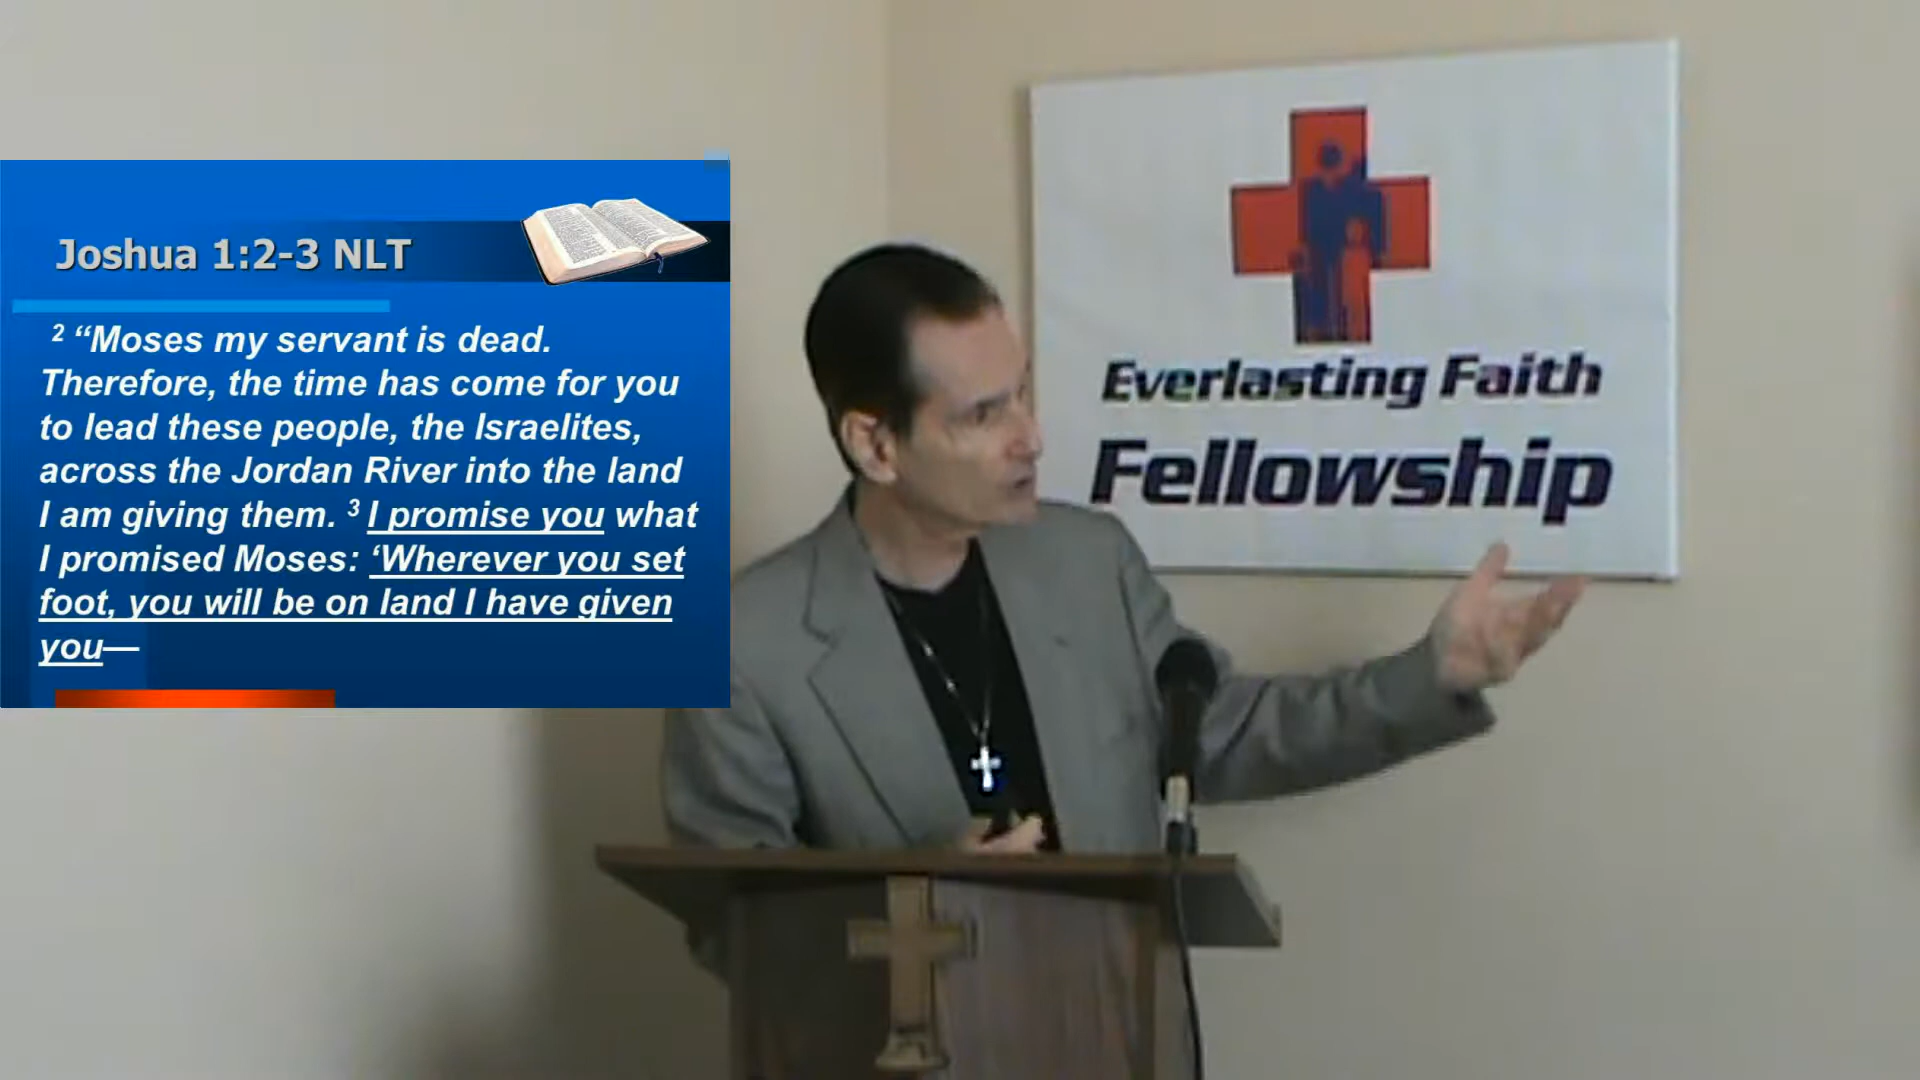 Joshua 1:2-3 NLT
2 “Moses my servant is dead.
Therefore, the time has come for you
to lead these people, the Israelites,
across the Jordan River into the land
I am giving them. 3 I promise you what
I promised Moses: ‘Wherever you set
foot, you will be on land I have given
you—
Everlasting Faith
Fellowship